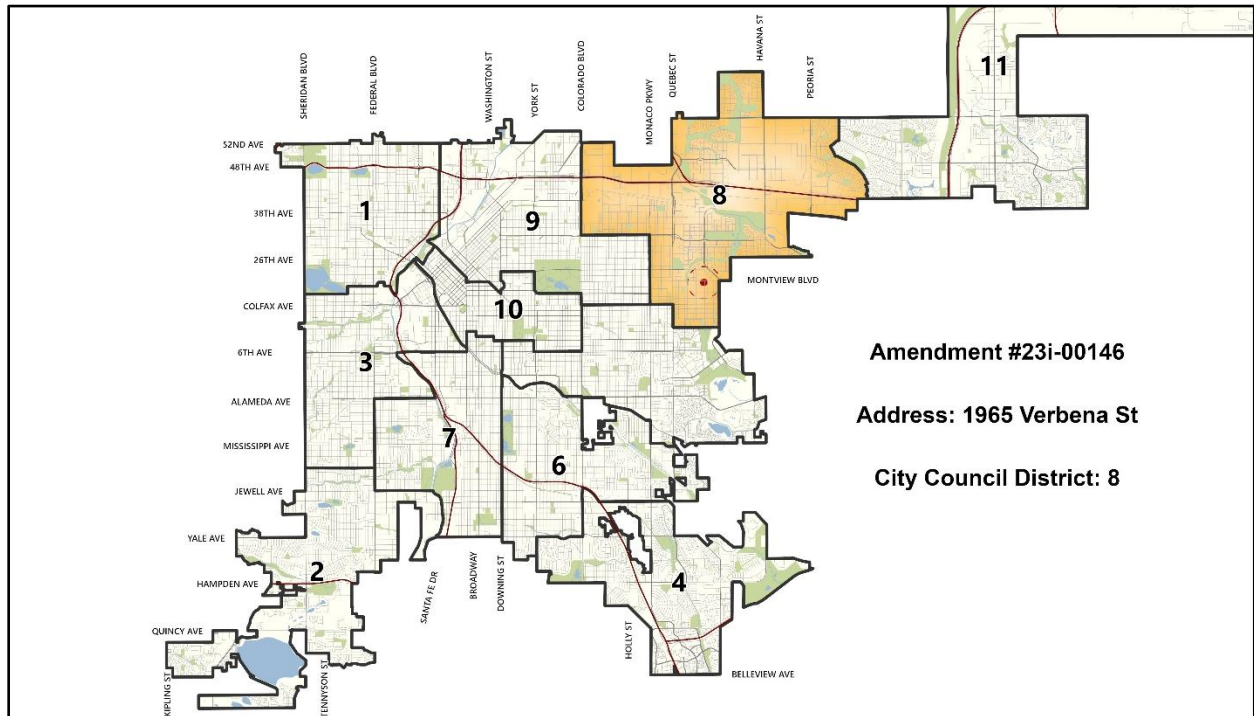 SHERIDAN BLVD
FEDERAL BLVD
WASHINGTON ST
YORK ST
COLORADO BLVD
MONACO PKWY
QUEBEC ST
HAVANA ST
PEORIA ST
11
52ND AVE
48TH AVE
8
1
38TH AVE
9
26TH AVE
MONTVIEW BLVD
COLFAX AVE
10
6TH AVE
3
Amendment #23i-00146
ALAMEDA AVE
Address: 1965 Verbena St
7
MISSISSIPPI AVE
6
City Council District: 8
JEWELL AVE
YALE AVE
2
HAMPDEN AVE
4
SANTA FE DR
BROADWAY
DOWNING ST
QUINCY AVE
HOLLY ST
BELLEVIEW AVE
KIPLING ST
TENNYSON ST